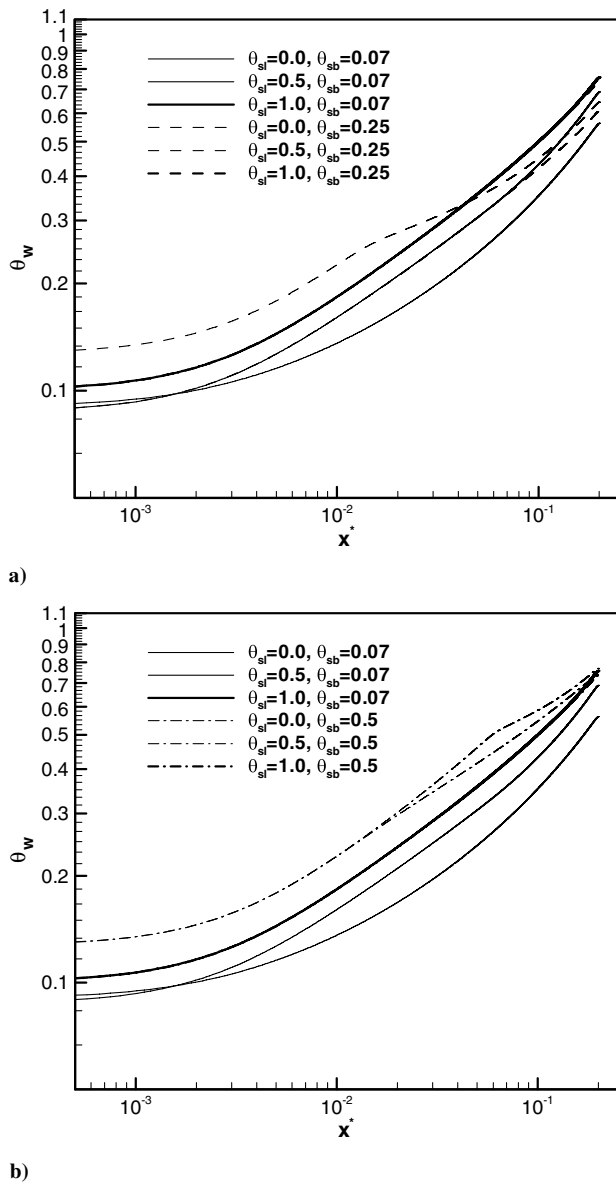 1.1
1
0.9
0.8
0.7
0.6
0.5
0.4
0.3
0.2
0.1
θw
θsl=0.0, θsb=0.07
θsl=0.5, θsb=0.07
θsl=1.0, θsb=0.07
θsl=0.0, θsb=0.25
θsl=0.5, θsb=0.25
θsl=1.0, θsb=0.25
10^-3
10^-2
10^-1
x*
a)
1.1
1
0.9
0.8
0.7
0.6
0.5
0.4
0.3
0.2
0.1
θw
θsl=0.0, θsb=0.07
θsl=0.5, θsb=0.07
θsl=1.0, θsb=0.07
θsl=0.0, θsb=0.5
θsl=0.5, θsb=0.5
θsl=1.0, θsb=0.5
10^-3
10^-2
10^-1
x*
b)